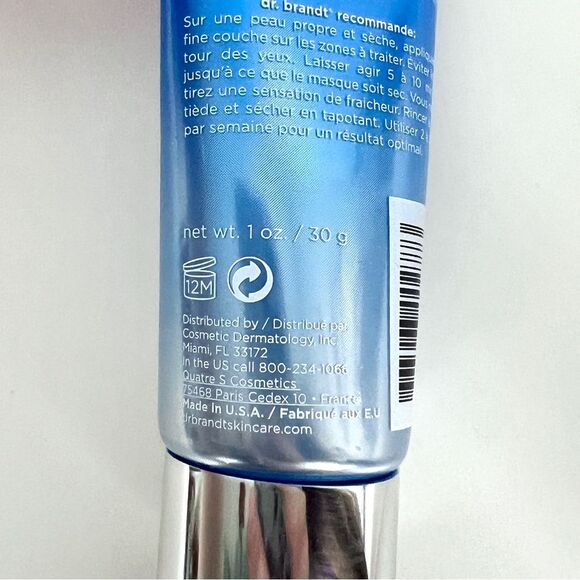 dr. brandt® recommande:
Sur une peau propre et sèche,
fine couche sur les zones à traiter. Éviter
tour des yeux. Laisser agir 5 à 10
jusqu'à ce que le masque soit sec. Vous
tirez une sensation de fraicheur. Rincer
tiède et sécher en tapotant. Utiliser 2
par semaine pour un résultat optimal.
net wt. 1 oz. / 30 g
12M
Distributed by / Distribué par
Cosmetic Dermatology, Inc.
Miami, FL 33172
In the US call 800-234-1066
Quatre S Cosmetics
75468 Paris Cedex 10 • France
Made in U.S.A. / Fabriqué aux E.U
drbrandtskincare.com